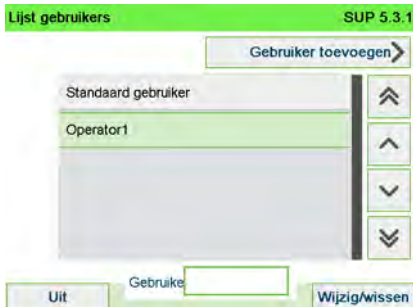 Lijst gebruikers SUP 5.3.1
Gebruiker toevoegen
Standaard gebruiker
Operator1
Gebruike
Uit Wijzig/wissen